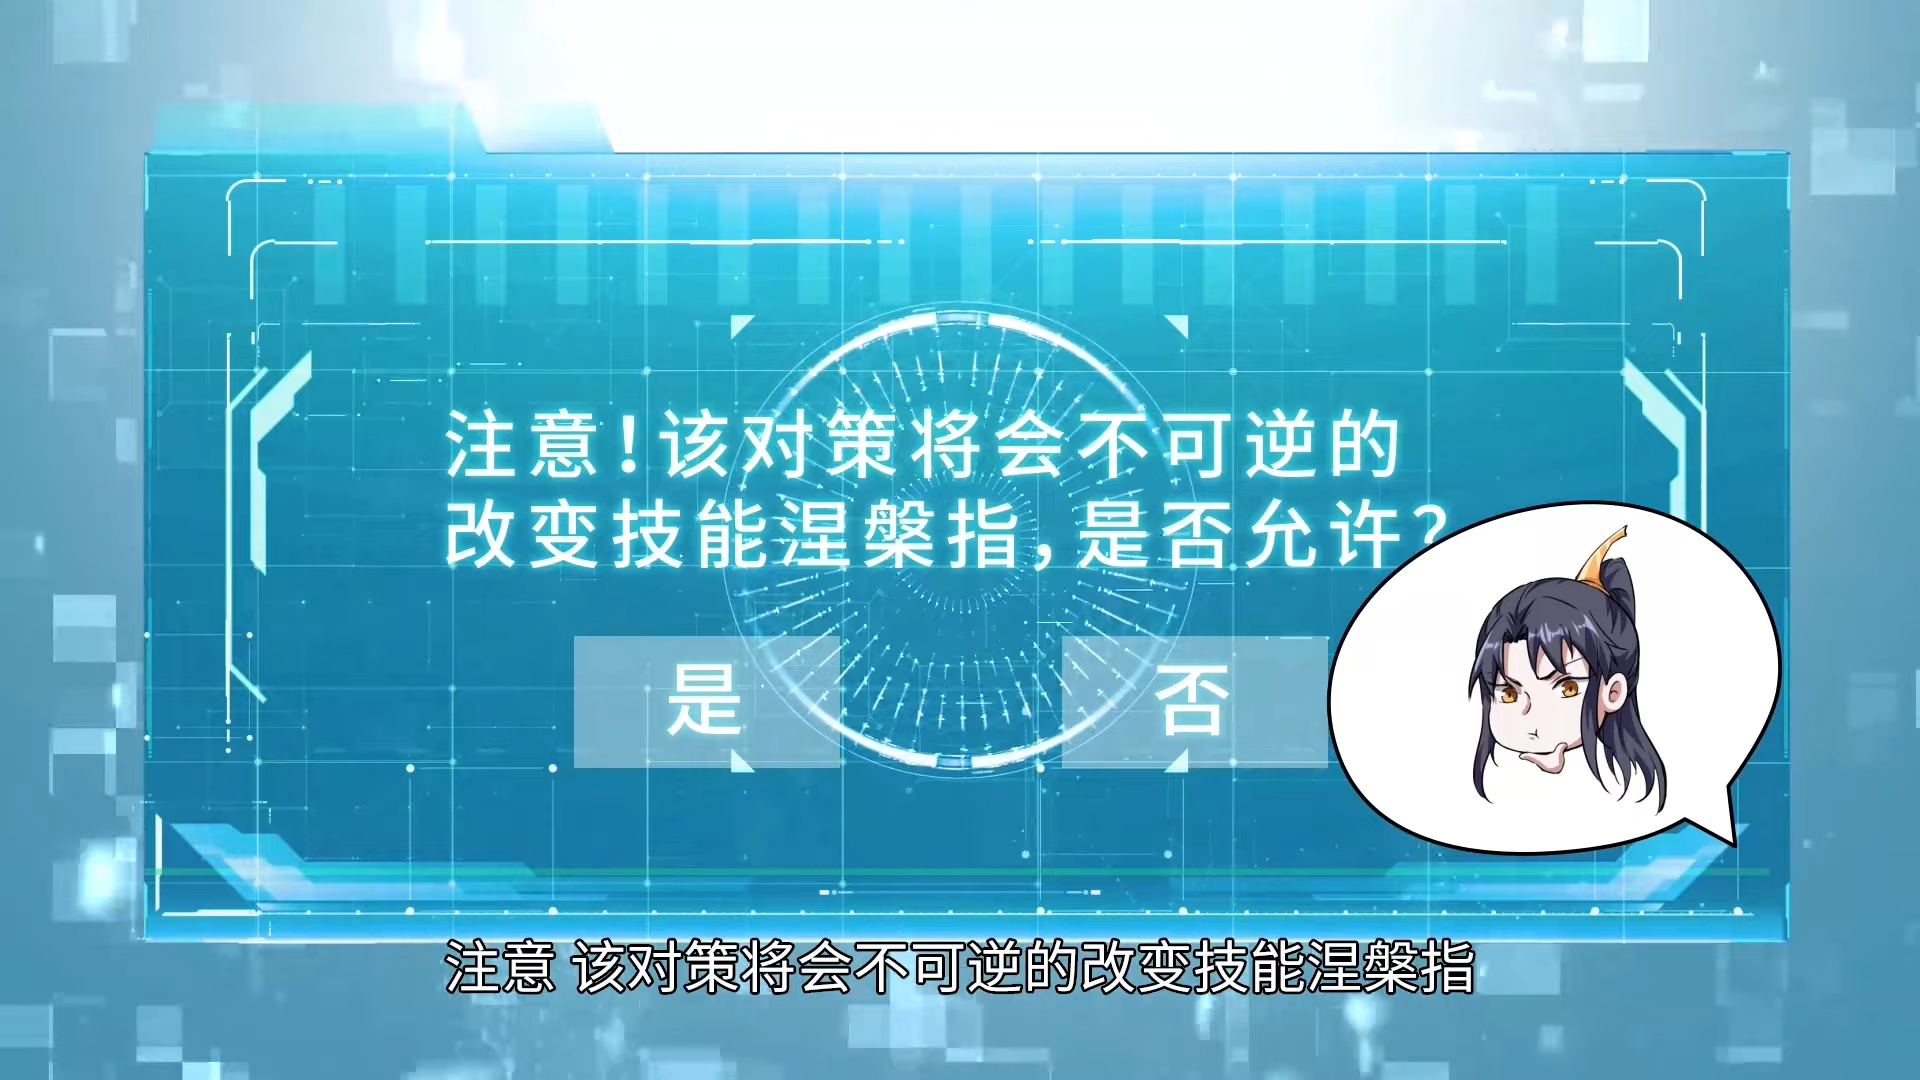 注意！该对策将会不可逆的
改变技能涅槃指，是否允许？
是
否
注意 该对策将会不可逆的改变技能涅槃指